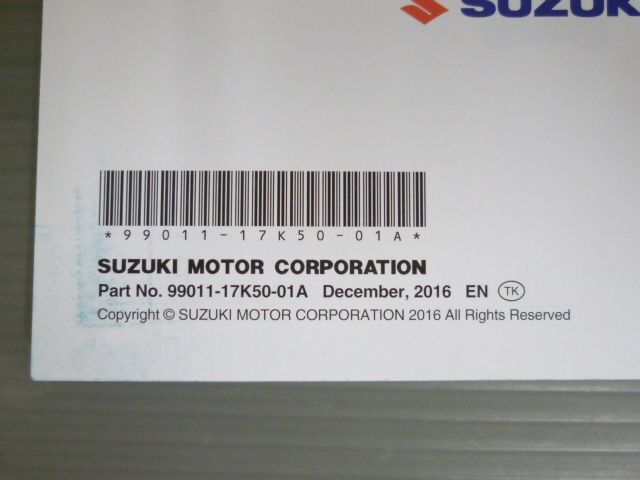 SUZUKI
*99011-17K50-01A*
SUZUKI MOTOR CORPORATION
Part No. 99011-17K50-01A December, 2016 EN TK
Copyright © SUZUKI MOTOR CORPORATION 2016 All Rights Reserved